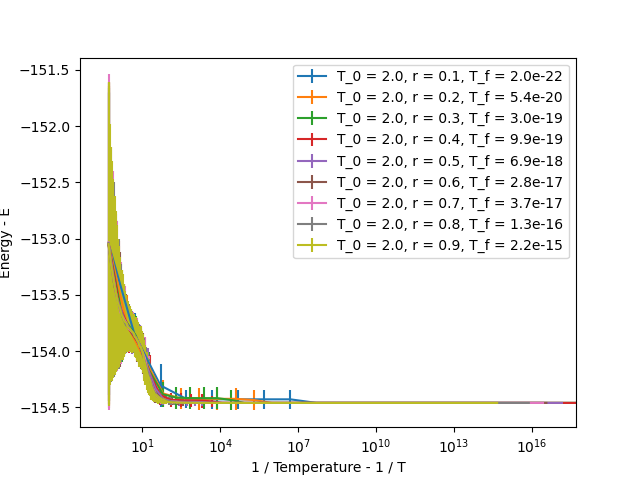 −151.5
−152.0
−152.5
−153.0
−153.5
−154.0
−154.5
Energy - E
T_0 = 2.0, r = 0.1, T_f = 2.0e-22
T_0 = 2.0, r = 0.2, T_f = 5.4e-20
T_0 = 2.0, r = 0.3, T_f = 3.0e-19
T_0 = 2.0, r = 0.4, T_f = 9.9e-19
T_0 = 2.0, r = 0.5, T_f = 6.9e-18
T_0 = 2.0, r = 0.6, T_f = 2.8e-17
T_0 = 2.0, r = 0.7, T_f = 3.7e-17
T_0 = 2.0, r = 0.8, T_f = 1.3e-16
T_0 = 2.0, r = 0.9, T_f = 2.2e-15
10¹ 10⁴ 10⁷ 10¹⁰ 10¹³ 10¹⁶
1 / Temperature - 1 / T